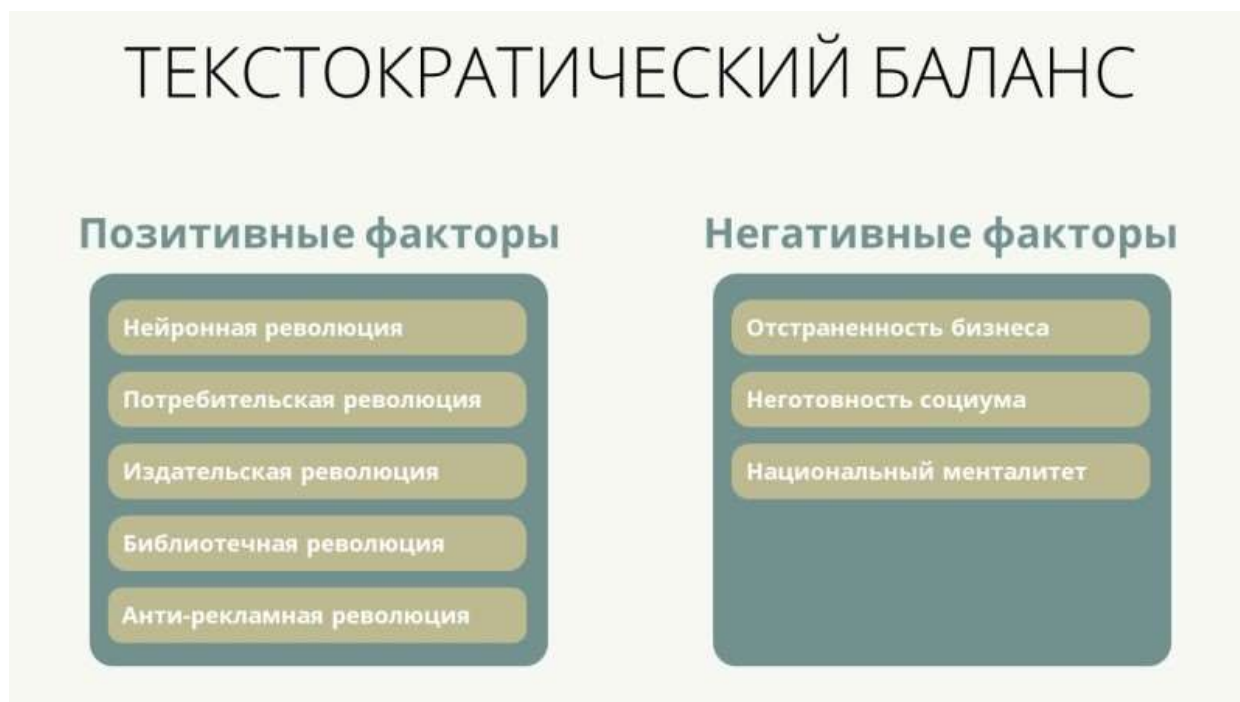 ТЕКСТОКРАТИЧЕСКИЙ БАЛАНС
Позитивные факторы
Нейронная революция
Потребительская революция
Издательская революция
Библиотечная революция
Анти-рекламная революция
Негативные факторы
Отстраненность бизнеса
Неготовность социума
Национальный менталитет